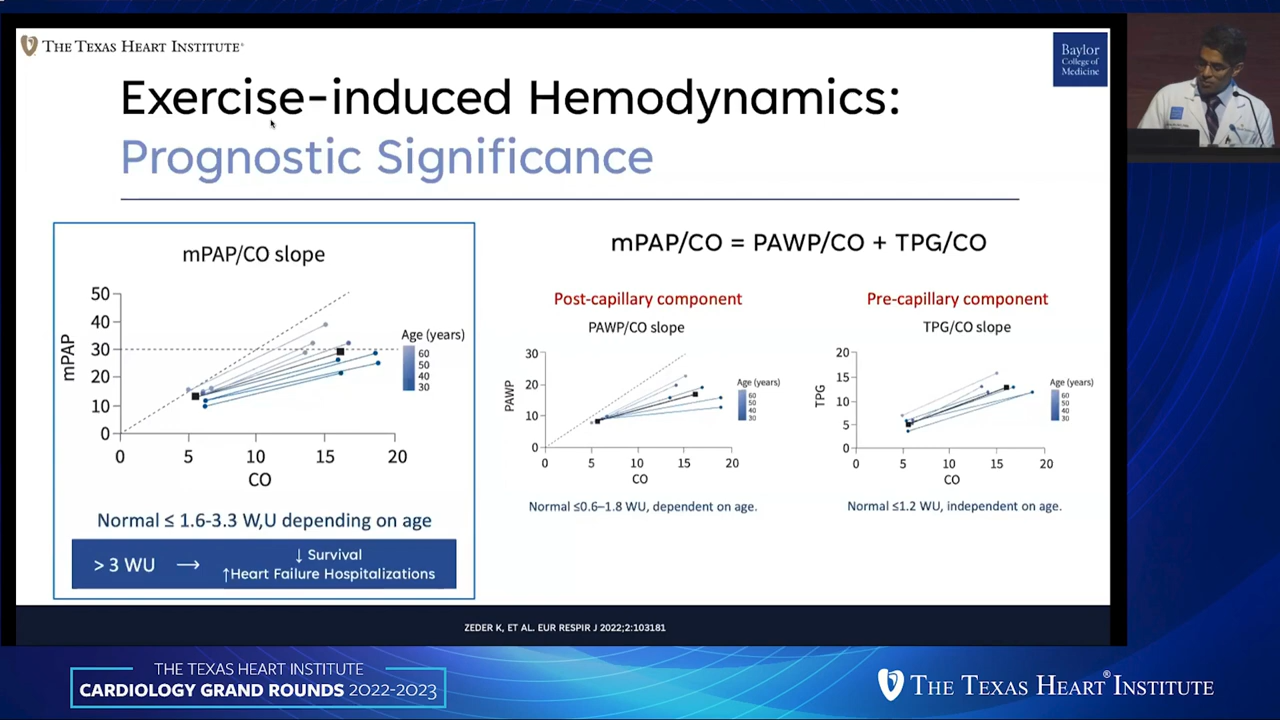 THE TEXAS HEART INSTITUTE®
Baylor
College of
Medicine
Exercise-induced Hemodynamics:
Prognostic Significance
mPAP/CO slope
50
40
30
20
10
0
mPAP
0 5 10 15 20
CO
Age (years)
60
50
40
30
Normal ≤ 1.6-3.3 W,U depending on age
> 3 WU →
↓ Survival
↑Heart Failure Hospitalizations
mPAP/CO = PAWP/CO + TPG/CO
Post-capillary component
PAWP/CO slope
30
20
10
0
PAWP
0 5 10 15 20
CO
Age (years)
60
50
40
30
Normal ≤0.6–1.8 WU, dependent on age.
Pre-capillary component
TPG/CO slope
20
15
10
5
0
TPG
0 5 10 15 20
CO
Age (years)
60
50
40
30
Normal ≤1.2 WU, independent on age.
ZEDER K, ET AL. EUR RESPIR J 2022;2:103181
THE TEXAS HEART INSTITUTE
CARDIOLOGY GRAND ROUNDS 2022-2023
THE TEXAS HEART® INSTITUTE